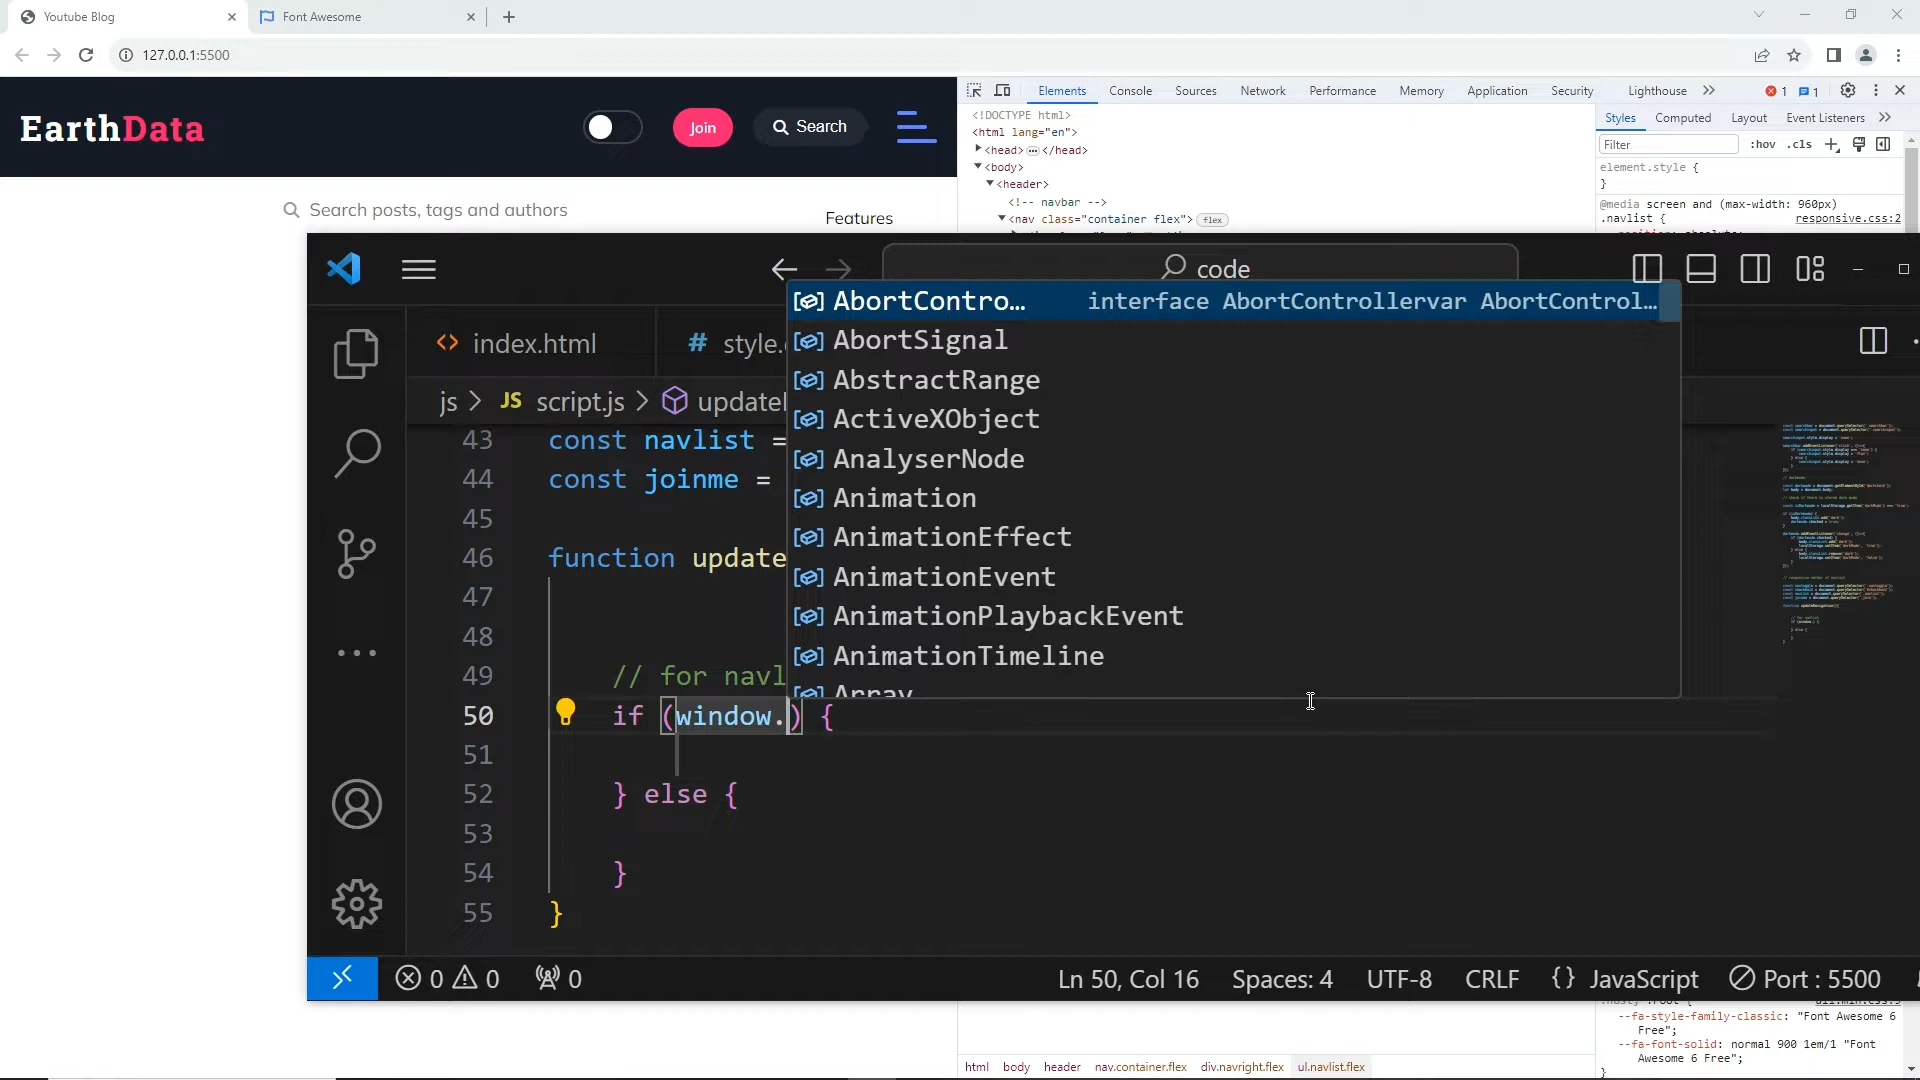 Youtube Blog
Font Awesome
127.0.0.1:5500
EarthData
Join
Search
Search posts, tags and authors
Features
Elements Console Sources Network Performance Memory Application Security Lighthouse
1 1
<!DOCTYPE html>
<html lang="en">
<head> ⋯ </head>
<body>
<header>
<!-- navbar -->
<nav class="container flex"> flex
Styles Computed Layout Event Listeners
Filter :hov .cls
element.style {
}
@media screen and (max-width: 960px)
.navlist { responsive.css:2
code
index.html
style.
js > JS script.js > 
43 const navlist =
44 const joinme =
45
46 function update
47
48
49 // for navl
50 if (window.) {
51
52 } else {
53
54 }
55 }
AbortContro… interface AbortControllervar AbortControl…
AbortSignal
AbstractRange
ActiveXObject
AnalyserNode
Animation
AnimationEffect
AnimationEvent
AnimationPlaybackEvent
AnimationTimeline
Array
0 0 0
Ln 50, Col 16 Spaces: 4 UTF-8 CRLF {} JavaScript Port : 5500
--fa-style-family-classic: "Font Awesome 6
Free";
--fa-font-solid: normal 900 1em/1 "Font
Awesome 6 Free";
}
html body header nav.container.flex div.navright.flex ul.navlist.flex